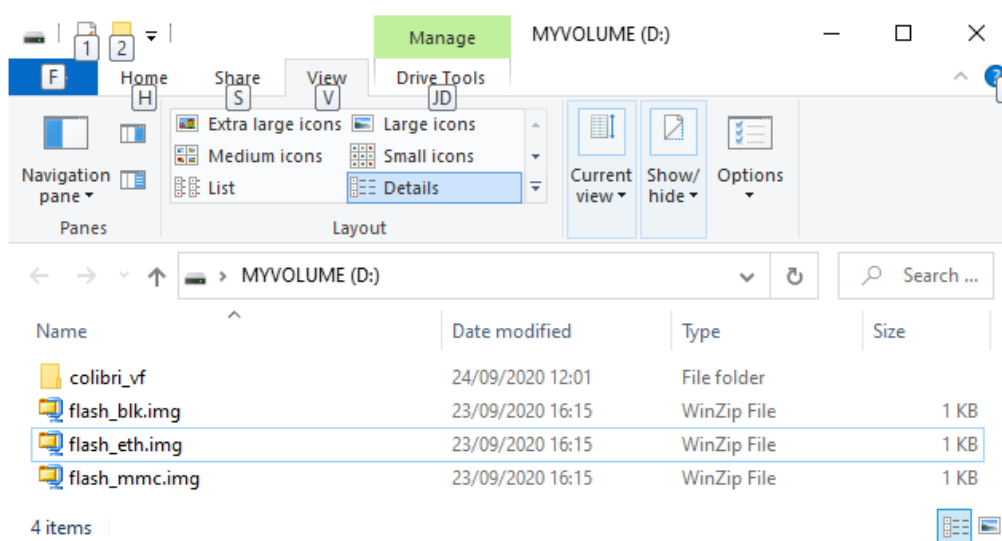 Manage MYVOLUME (D:)
1 2
F Home Share View Drive Tools ?
H S V JD
Extra large icons Large icons
Medium icons Small icons
List Details
Navigation pane
Current view
Show/ hide
Options
Panes Layout
MYVOLUME (D:) Search ...
Name Date modified Type Size
colibri_vf 24/09/2020 12:01 File folder
flash_blk.img 23/09/2020 16:15 WinZip File 1 KB
flash_eth.img 23/09/2020 16:15 WinZip File 1 KB
flash_mmc.img 23/09/2020 16:15 WinZip File 1 KB
4 items